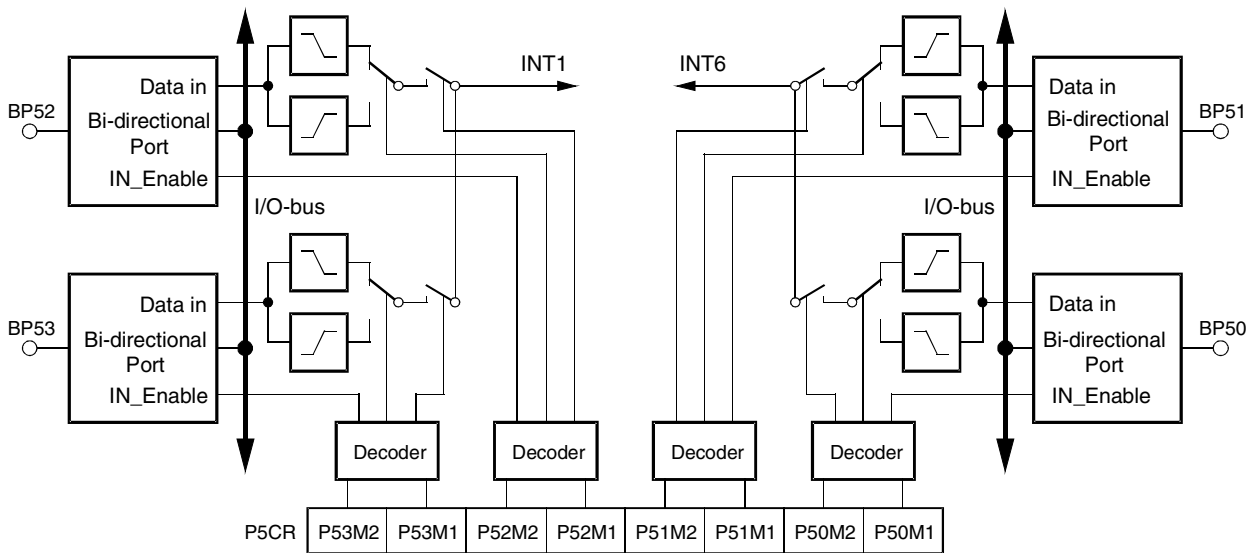 INT1
INT6
Data in
Bi-directional
Port
IN_Enable
BP52
I/O-bus
Data in
Bi-directional
Port
IN_Enable
BP51
I/O-bus
Data in
Bi-directional
Port
IN_Enable
BP53
Data in
Bi-directional
Port
IN_Enable
BP50
Decoder
Decoder
Decoder
Decoder
P5CR P53M2 P53M1 P52M2 P52M1 P51M2 P51M1 P50M2 P50M1